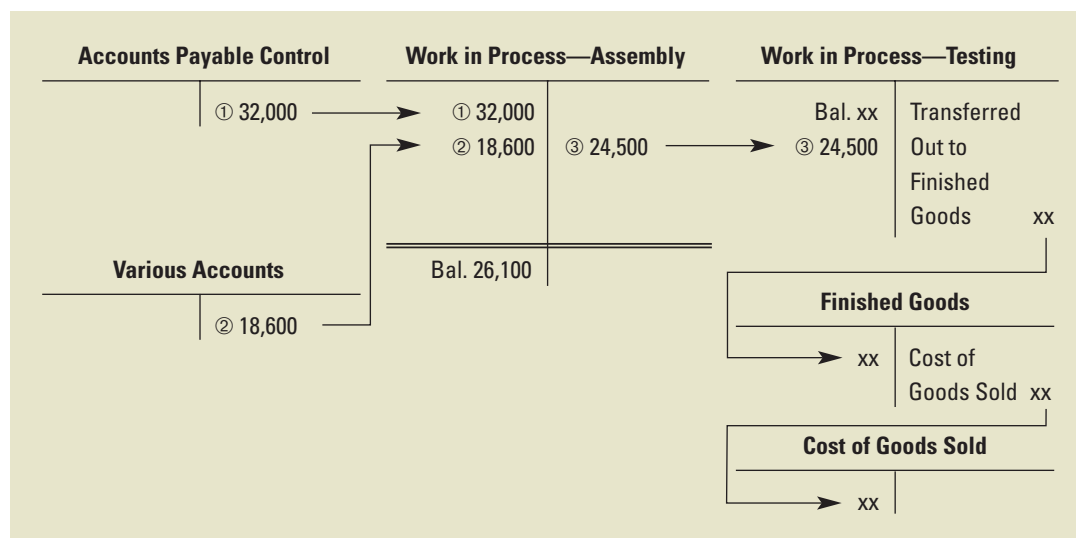 Accounts Payable Control
① 32,000
Work in Process—Assembly
① 32,000
② 18,600 ③ 24,500
Bal. 26,100
Work in Process—Testing
Bal. xx Transferred
③ 24,500 Out to
Finished
Goods xx
Various Accounts
② 18,600
Finished Goods
xx Cost of
Goods Sold xx
Cost of Goods Sold
xx